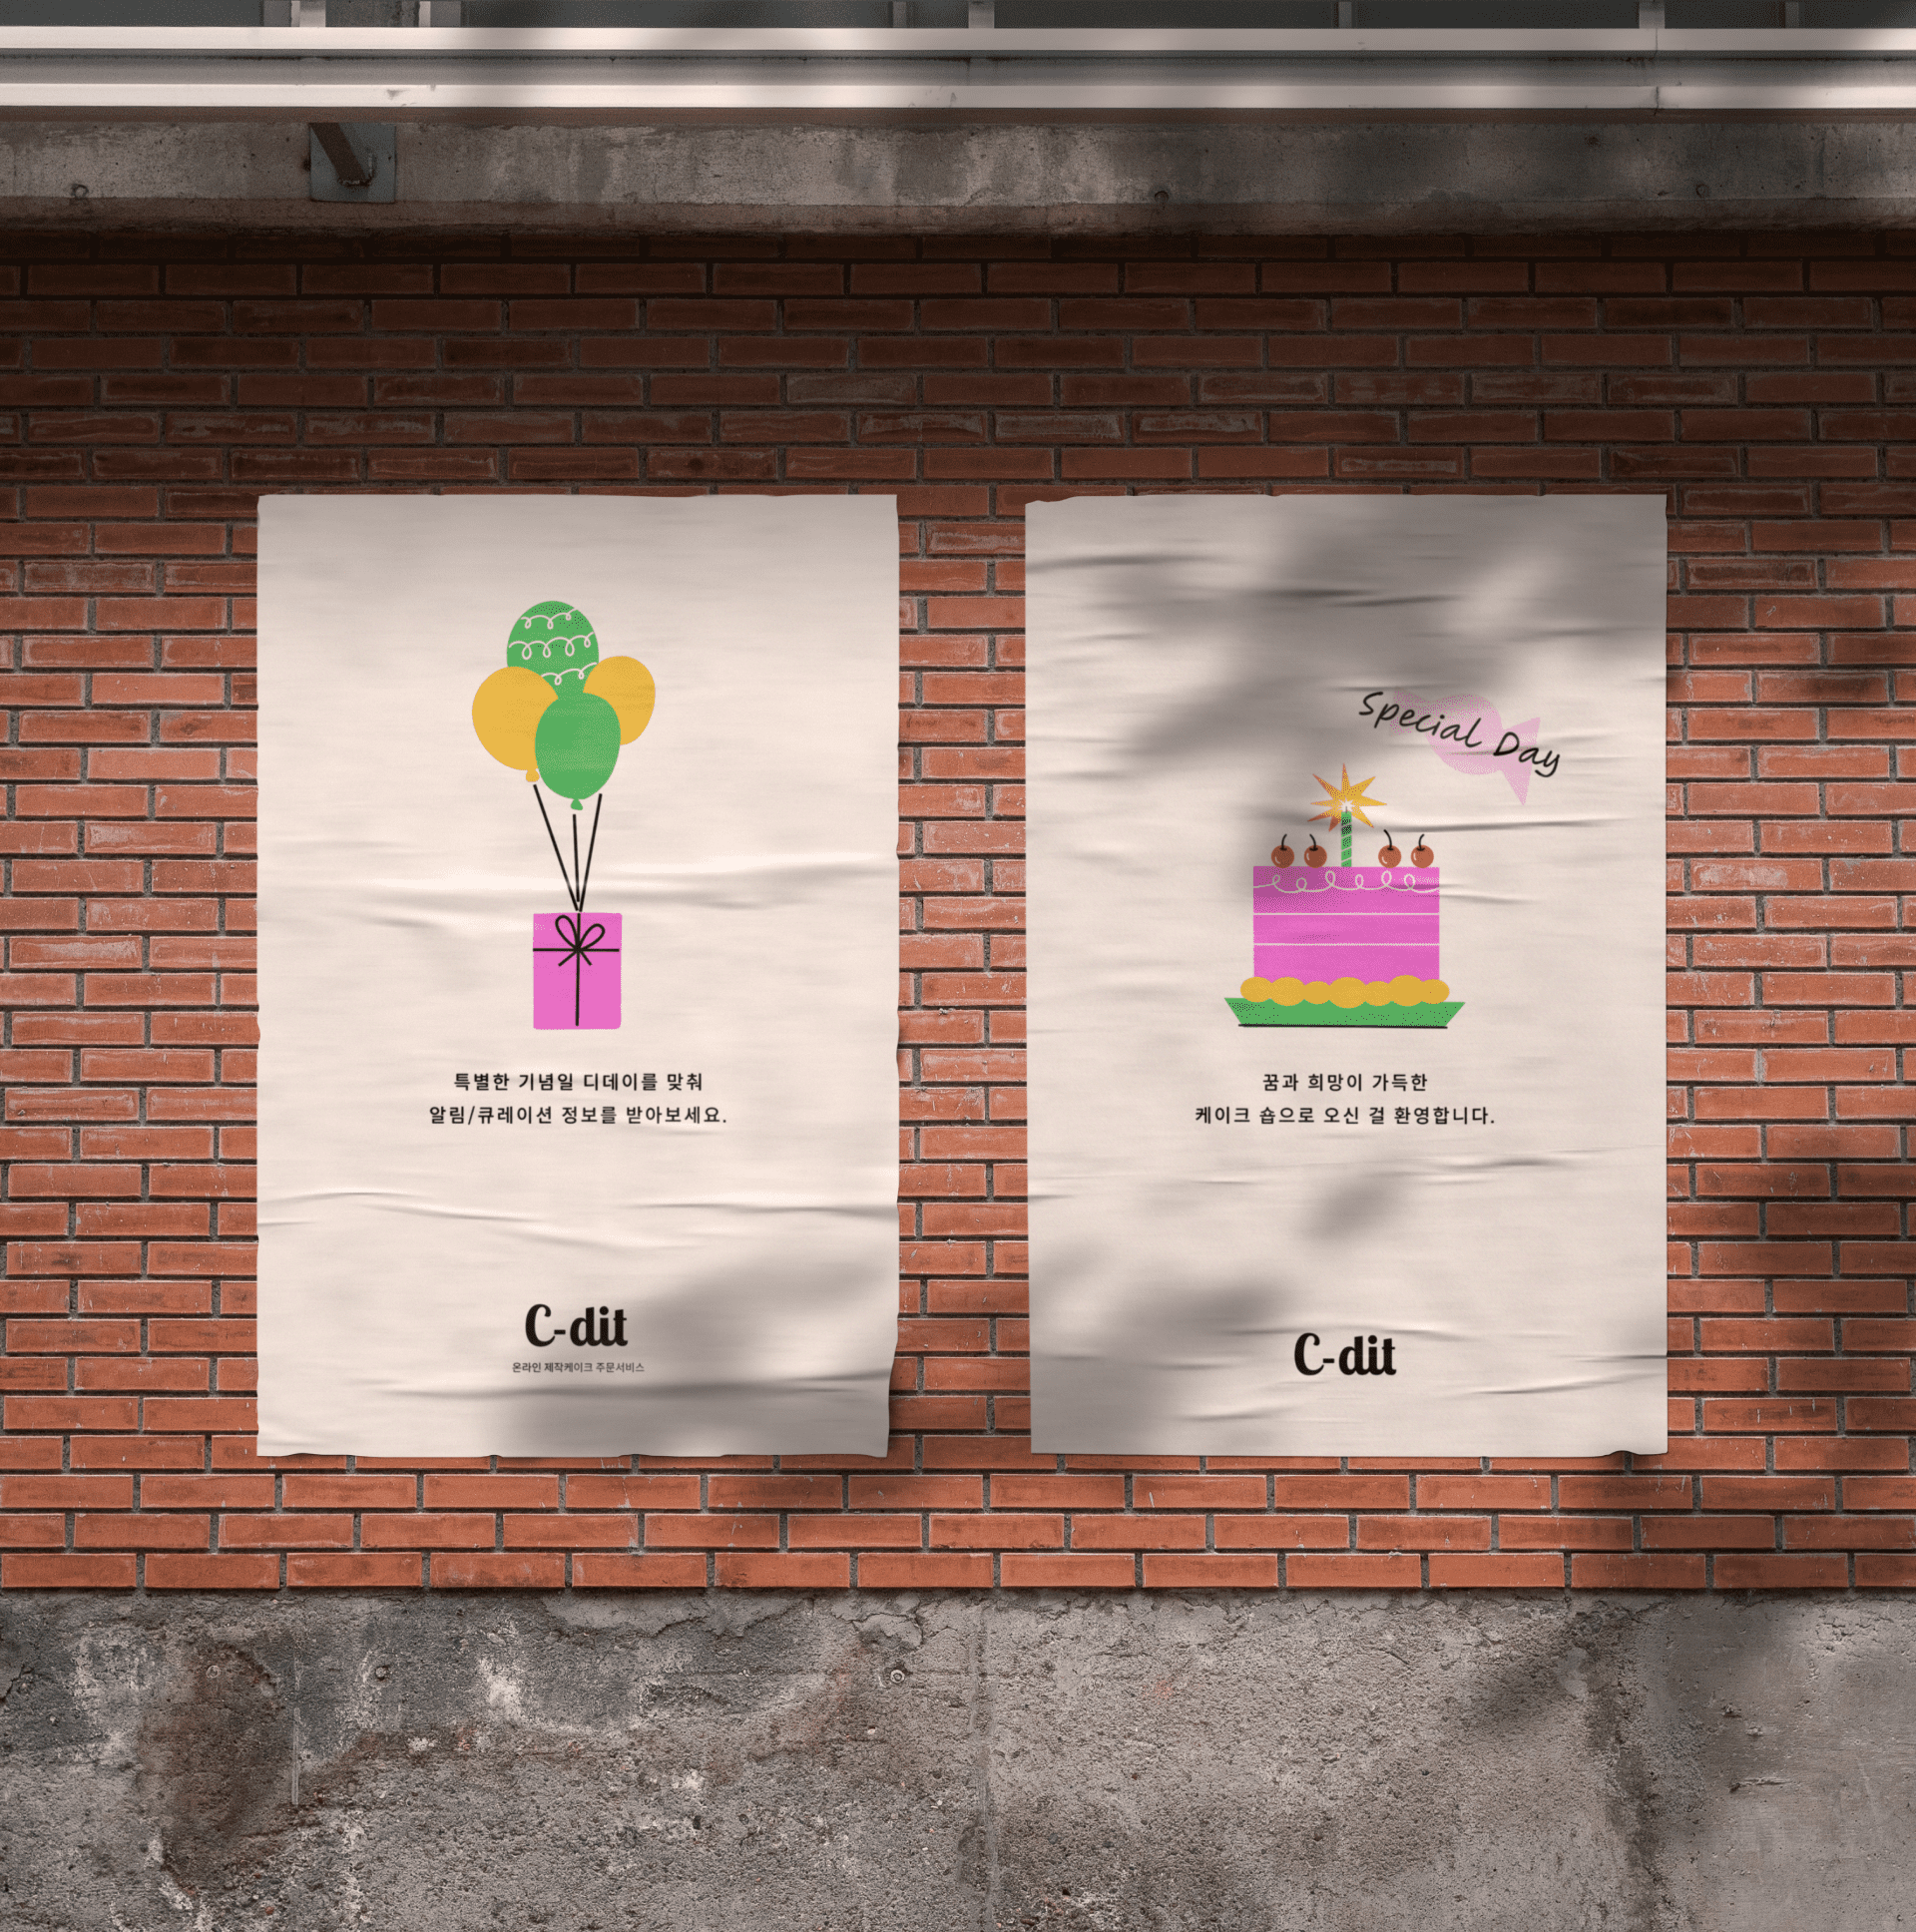 특별한 기념일 디데이를 맞춰
알림/큐레이션 정보를 받아보세요.
C-dit
온라인 제작케이크 주문서비스
Special Day
꿈과 희망이 가득한
케이크 숍으로 오신 걸 환영합니다.
C-dit